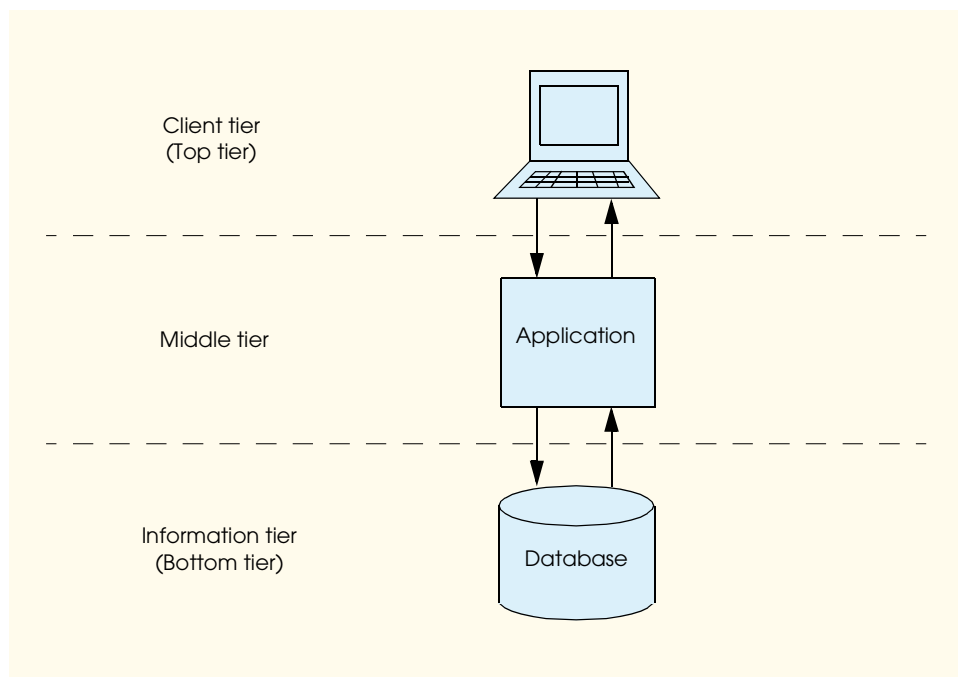 Client tier
(Top tier)
Middle tier
Application
Information tier
(Bottom tier)
Database